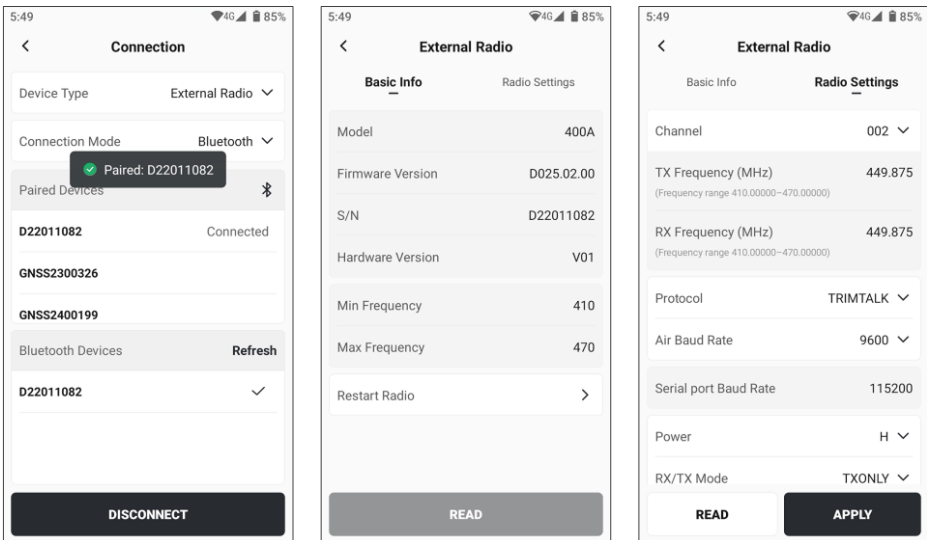 5:49
4G 85%
Connection
Device Type External Radio
Connection Mode Bluetooth
Paired: D22011082
Paired Devices
D22011082 Connected
GNSS2300326
GNSS2400199
Bluetooth Devices Refresh
D22011082
DISCONNECT
5:49
4G 85%
External Radio
Basic Info Radio Settings
Model 400A
Firmware Version D025.02.00
S/N D22011082
Hardware Version V01
Min Frequency 410
Max Frequency 470
Restart Radio
READ
5:49
4G 85%
External Radio
Basic Info Radio Settings
Channel 002
TX Frequency (MHz) 449.875
(Frequency range 410.00000~470.00000)
RX Frequency (MHz) 449.875
(Frequency range 410.00000~470.00000)
Protocol TRIMTALK
Air Baud Rate 9600
Serial port Baud Rate 115200
Power H
RX/TX Mode TXONLY
READ APPLY